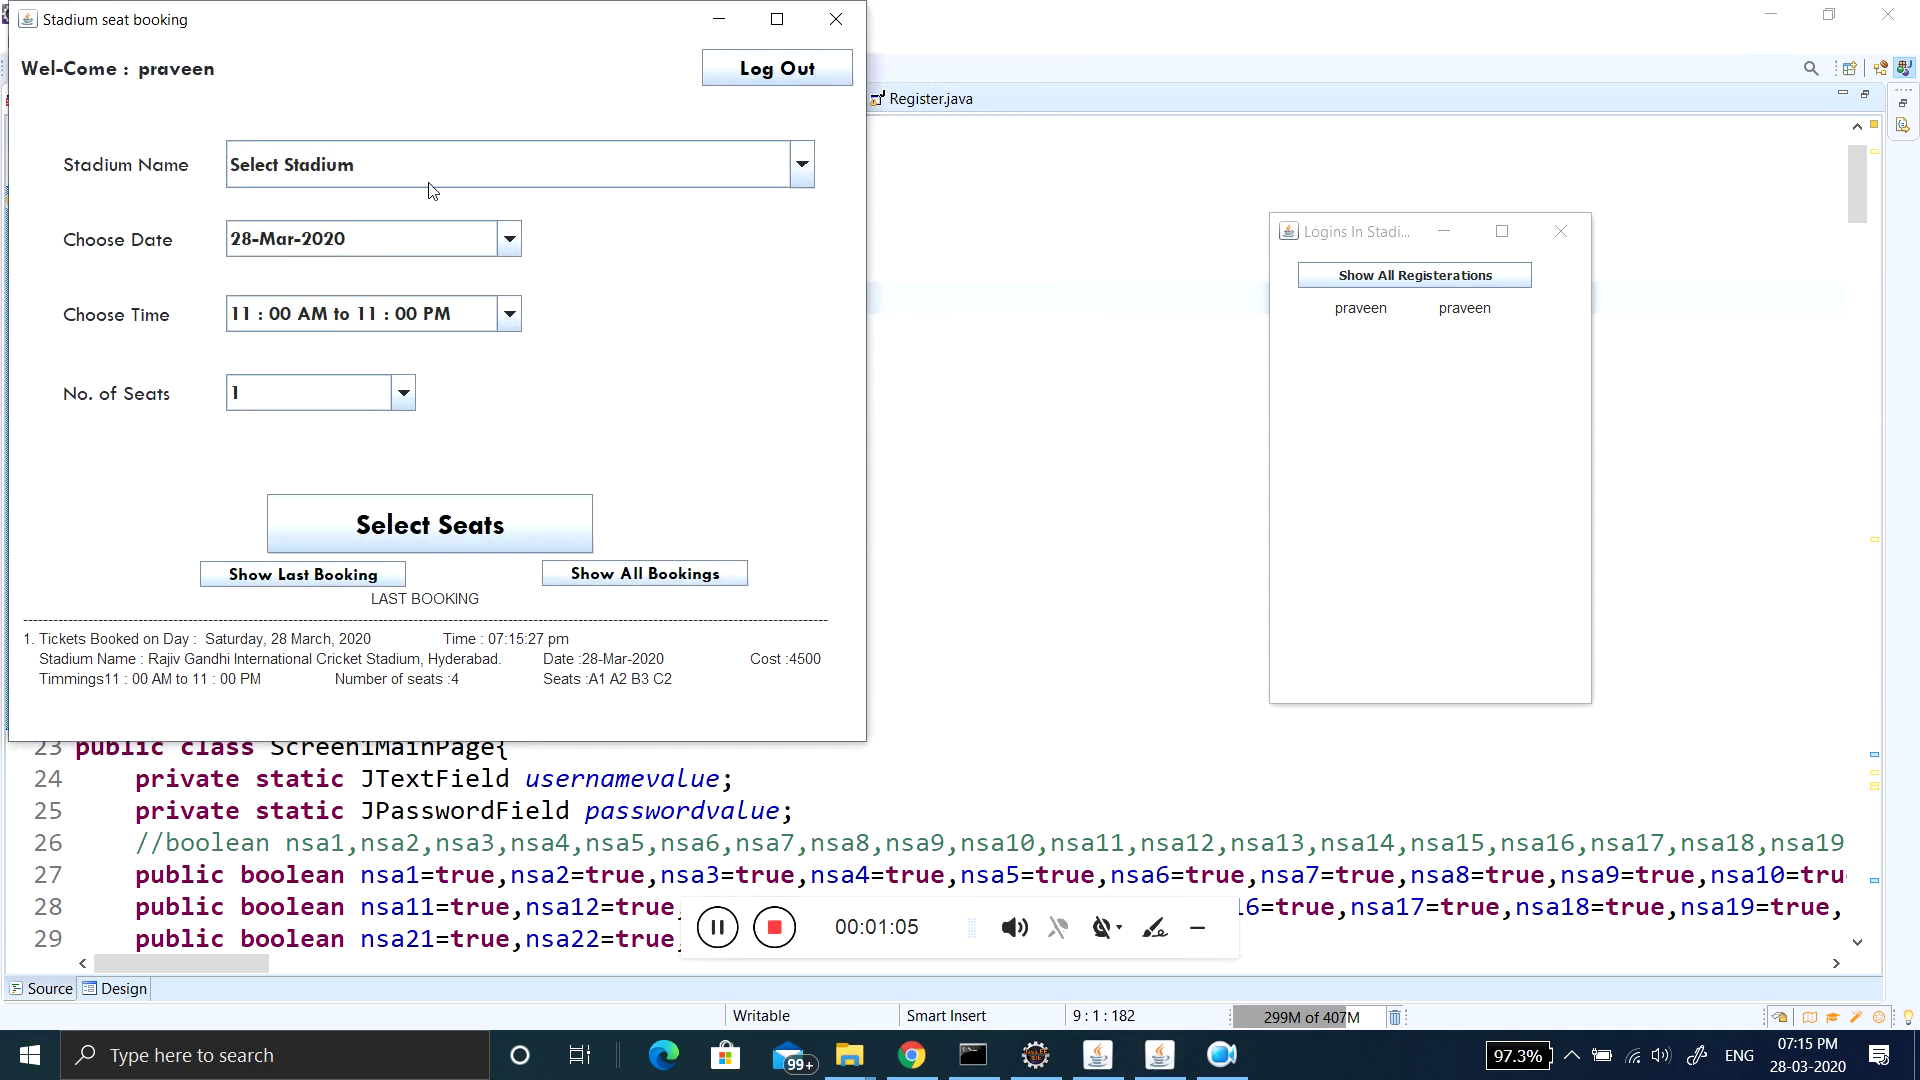 Stadium seat booking
Wel-Come : praveen
Log Out
Stadium Name
Select Stadium
Choose Date
28-Mar-2020
Choose Time
11 : 00 AM to 11 : 00 PM
No. of Seats
1
Select Seats
Show Last Booking
Show All Bookings
LAST BOOKING
1. Tickets Booked on Day : Saturday, 28 March, 2020 Time : 07:15:27 pm
Stadium Name : Rajiv Gandhi International Cricket Stadium, Hyderabad. Date :28-Mar-2020 Cost :4500
Timmings11 : 00 AM to 11 : 00 PM Number of seats :4 Seats :A1 A2 B3 C2
Register.java
Logins In Stadi...
Show All Registerations
praveen praveen
23 public class Screen1MainPage{
24 private static JTextField usernamevalue;
25 private static JPasswordField passwordvalue;
26 //boolean nsa1,nsa2,nsa3,nsa4,nsa5,nsa6,nsa7,nsa8,nsa9,nsa10,nsa11,nsa12,nsa13,nsa14,nsa15,nsa16,nsa17,nsa18,nsa19
27 public boolean nsa1=true,nsa2=true,nsa3=true,nsa4=true,nsa5=true,nsa6=true,nsa7=true,nsa8=true,nsa9=true,nsa10=tru
28 public boolean nsa11=true,nsa12=true, 16=true,nsa17=true,nsa18=true,nsa19=true,
29 public boolean nsa21=true,nsa22=true,
00:01:05
Source Design
Writable Smart Insert 9 : 1 : 182 299M of 407M
Type here to search
99+
97.3%
ENG
07:15 PM
28-03-2020